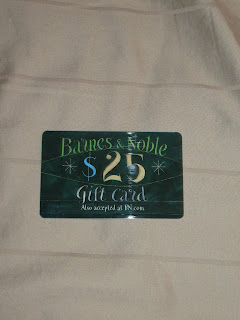 Barnes & Noble
$25
Gift Card
Also accepted at BN.com